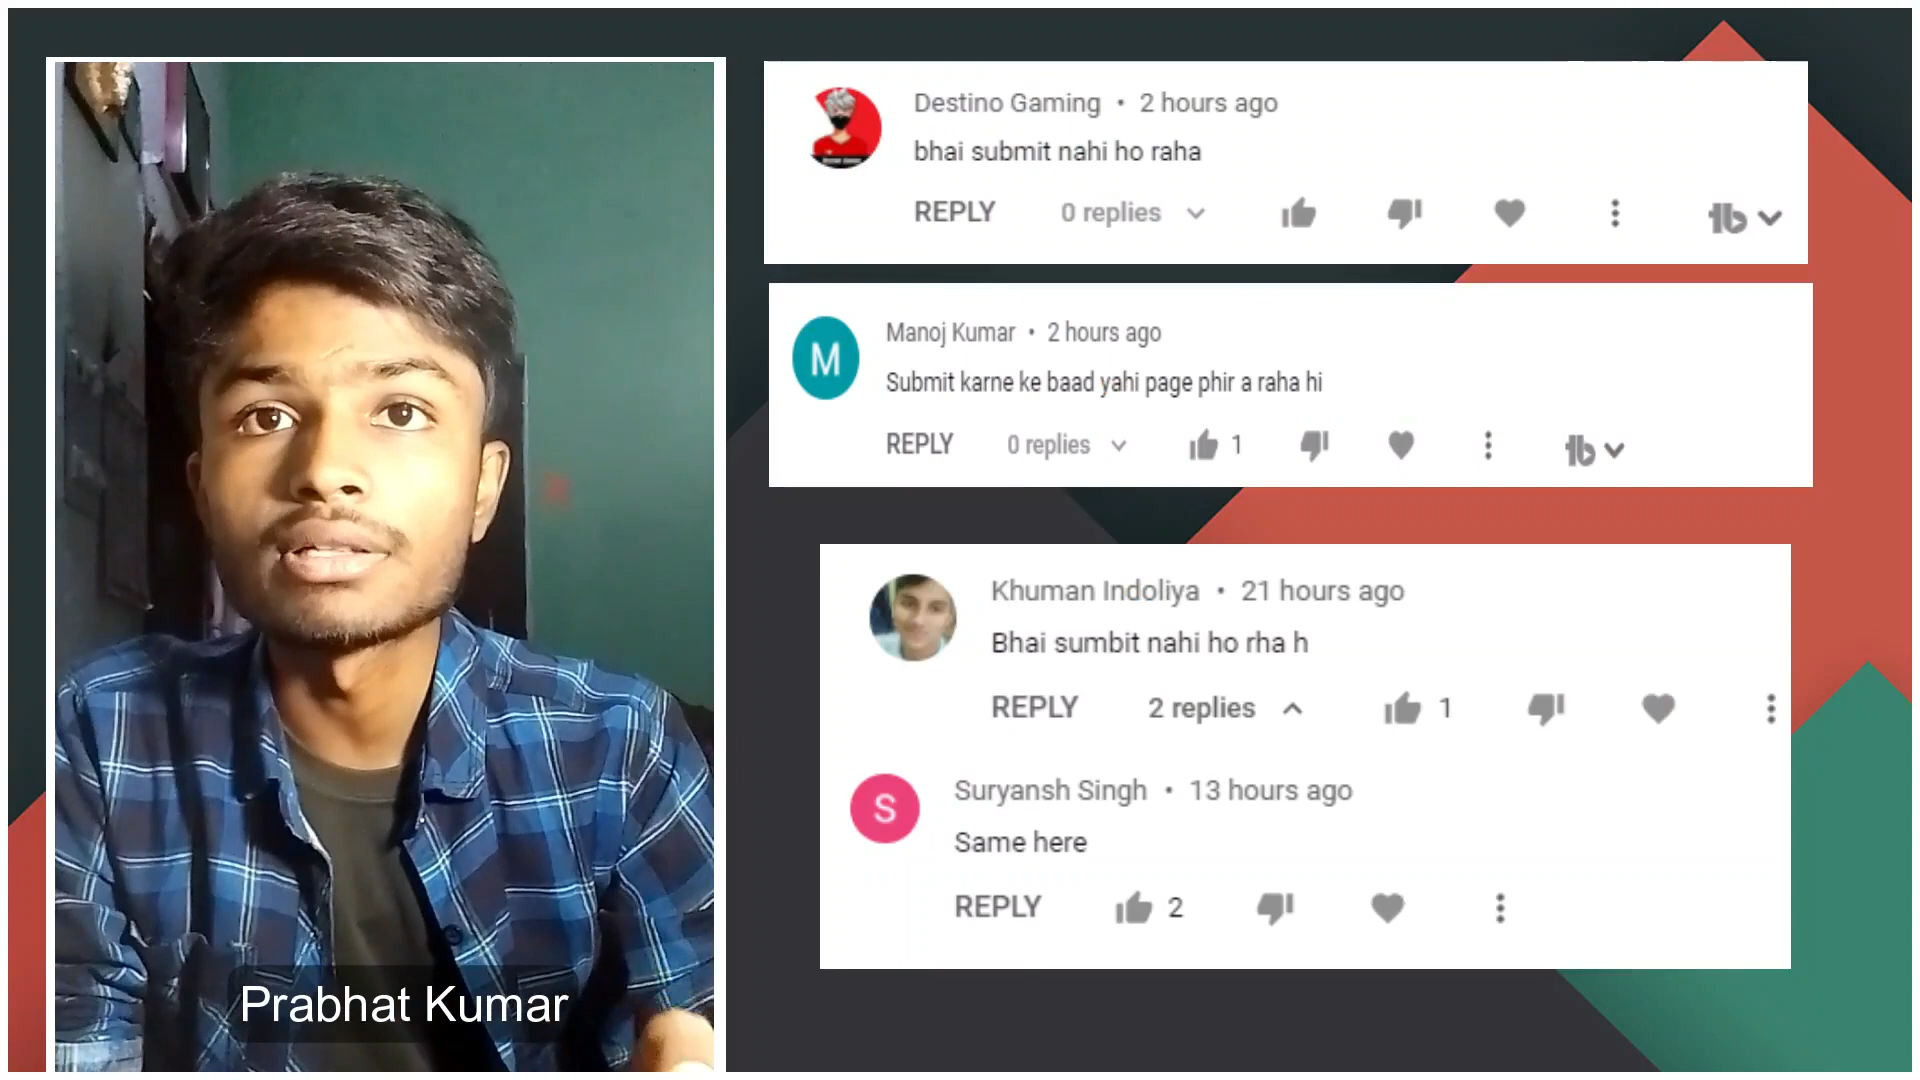 Prabhat Kumar
Destino Gaming • 2 hours ago
bhai submit nahi ho raha
REPLY 0 replies
M
Manoj Kumar • 2 hours ago
Submit karne ke baad yahi page phir a raha hi
REPLY 0 replies 1
Khuman Indoliya • 21 hours ago
Bhai sumbit nahi ho rha h
REPLY 2 replies 1
S
Suryansh Singh • 13 hours ago
Same here
REPLY 2